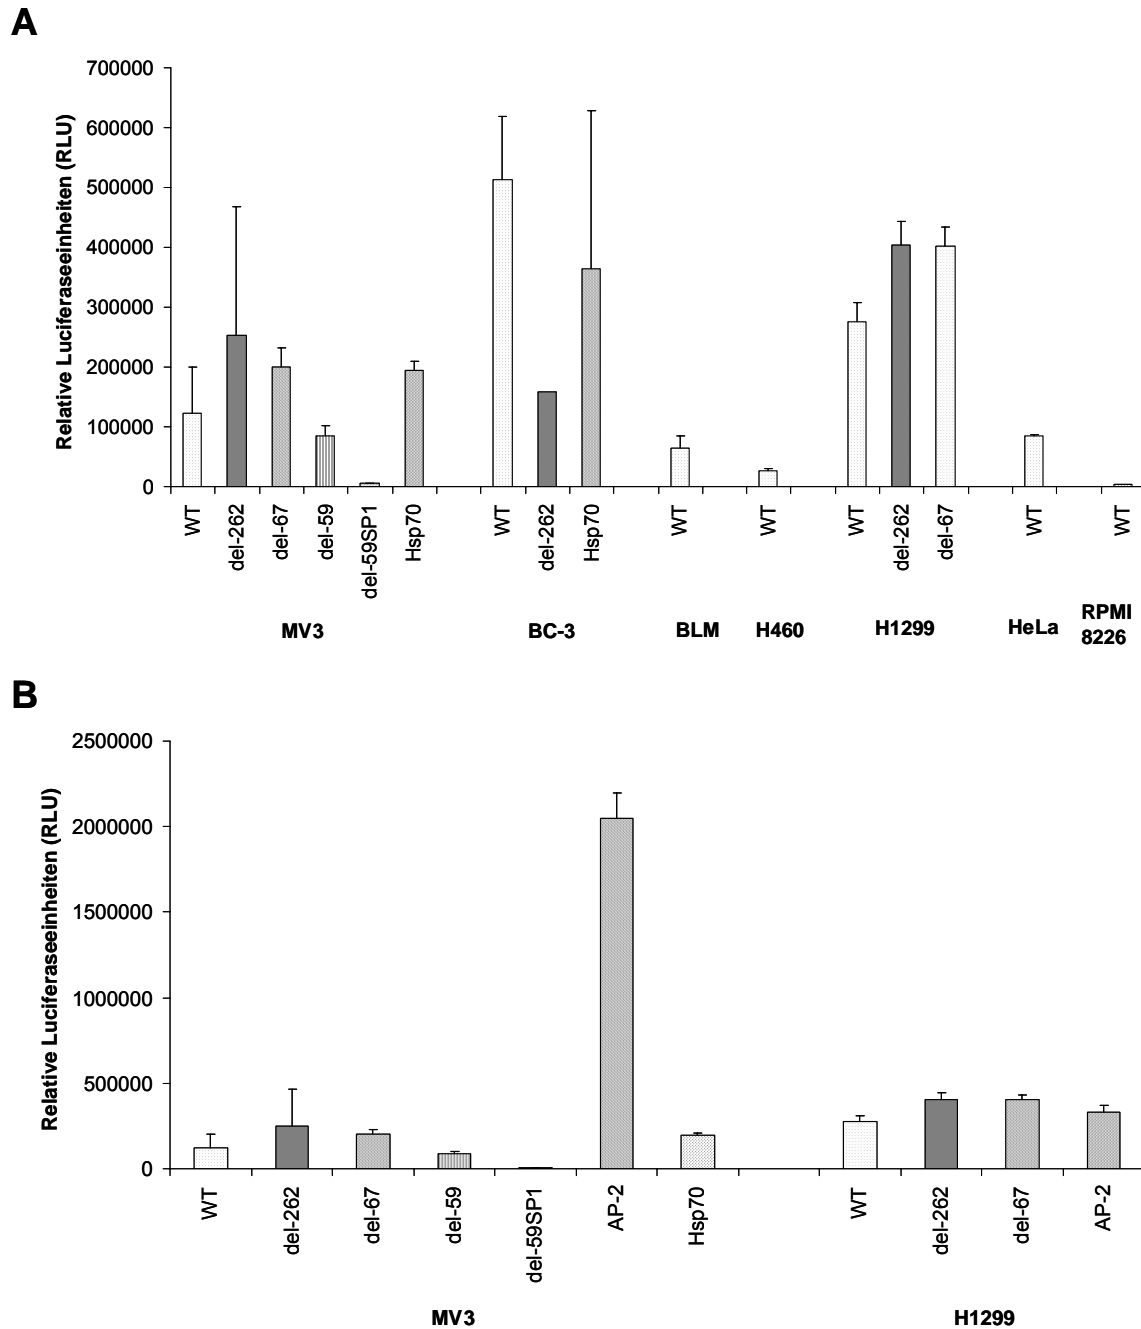 A
Relative Luciferaseeinheiten (RLU)
700000
600000
500000
400000
300000
200000
100000
0
WT
del-262
del-67
del-59
del-59SP1
Hsp70
WT
del-262
Hsp70
WT
WT
WT
del-262
del-67
WT
WT
MV3
BC-3
BLM
H460
H1299
HeLa
RPMI
8226
B
Relative Luciferaseeinheiten (RLU)
2500000
2000000
1500000
1000000
500000
0
WT
del-262
del-67
del-59
del-59SP1
AP-2
Hsp70
WT
del-262
del-67
AP-2
MV3
H1299